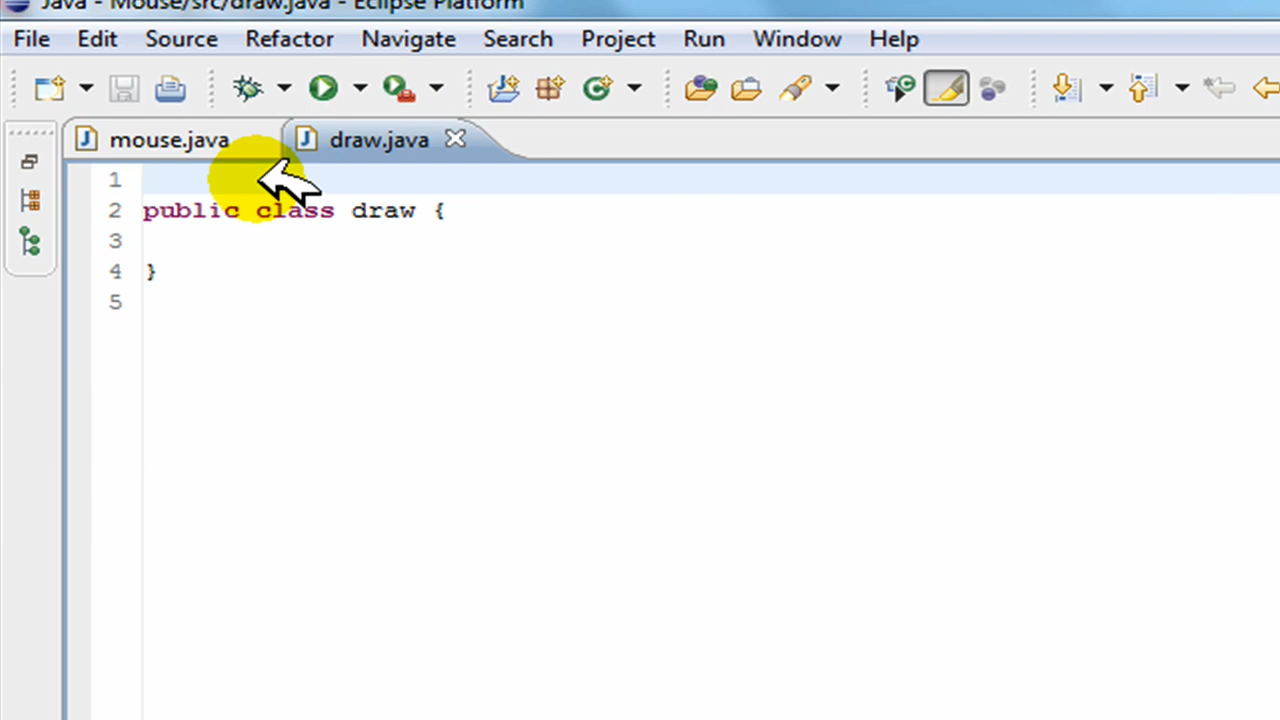 Java - Mouse/src/draw.java - Eclipse Platform
File Edit Source Refactor Navigate Search Project Run Window Help
mouse.java draw.java
1
2 public class draw {
3
4 }
5